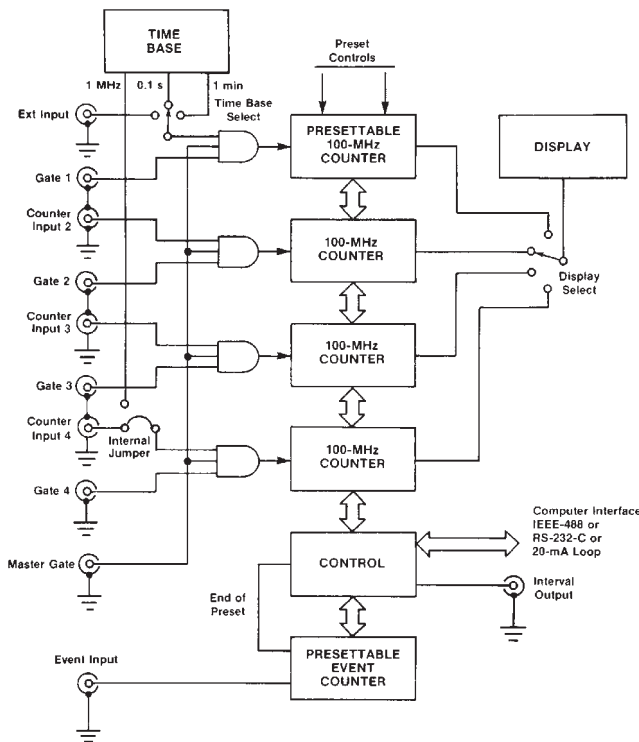 TIME
BASE
1 MHz
0.1 s
1 min
Time Base
Select
Ext Input
Gate 1
Counter
Input 2
Gate 2
Counter
Input 3
Gate 3
Counter
Input 4
Internal
Jumper
Gate 4
Master Gate
Event Input
Preset
Controls
PRESETTABLE
100-MHz
COUNTER
100-MHz
COUNTER
100-MHz
COUNTER
100-MHz
COUNTER
CONTROL
End of
Preset
PRESETTABLE
EVENT
COUNTER
DISPLAY
Display
Select
Computer Interface
IEEE-488 or
RS-232-C or
20-mA Loop
Interval
Output